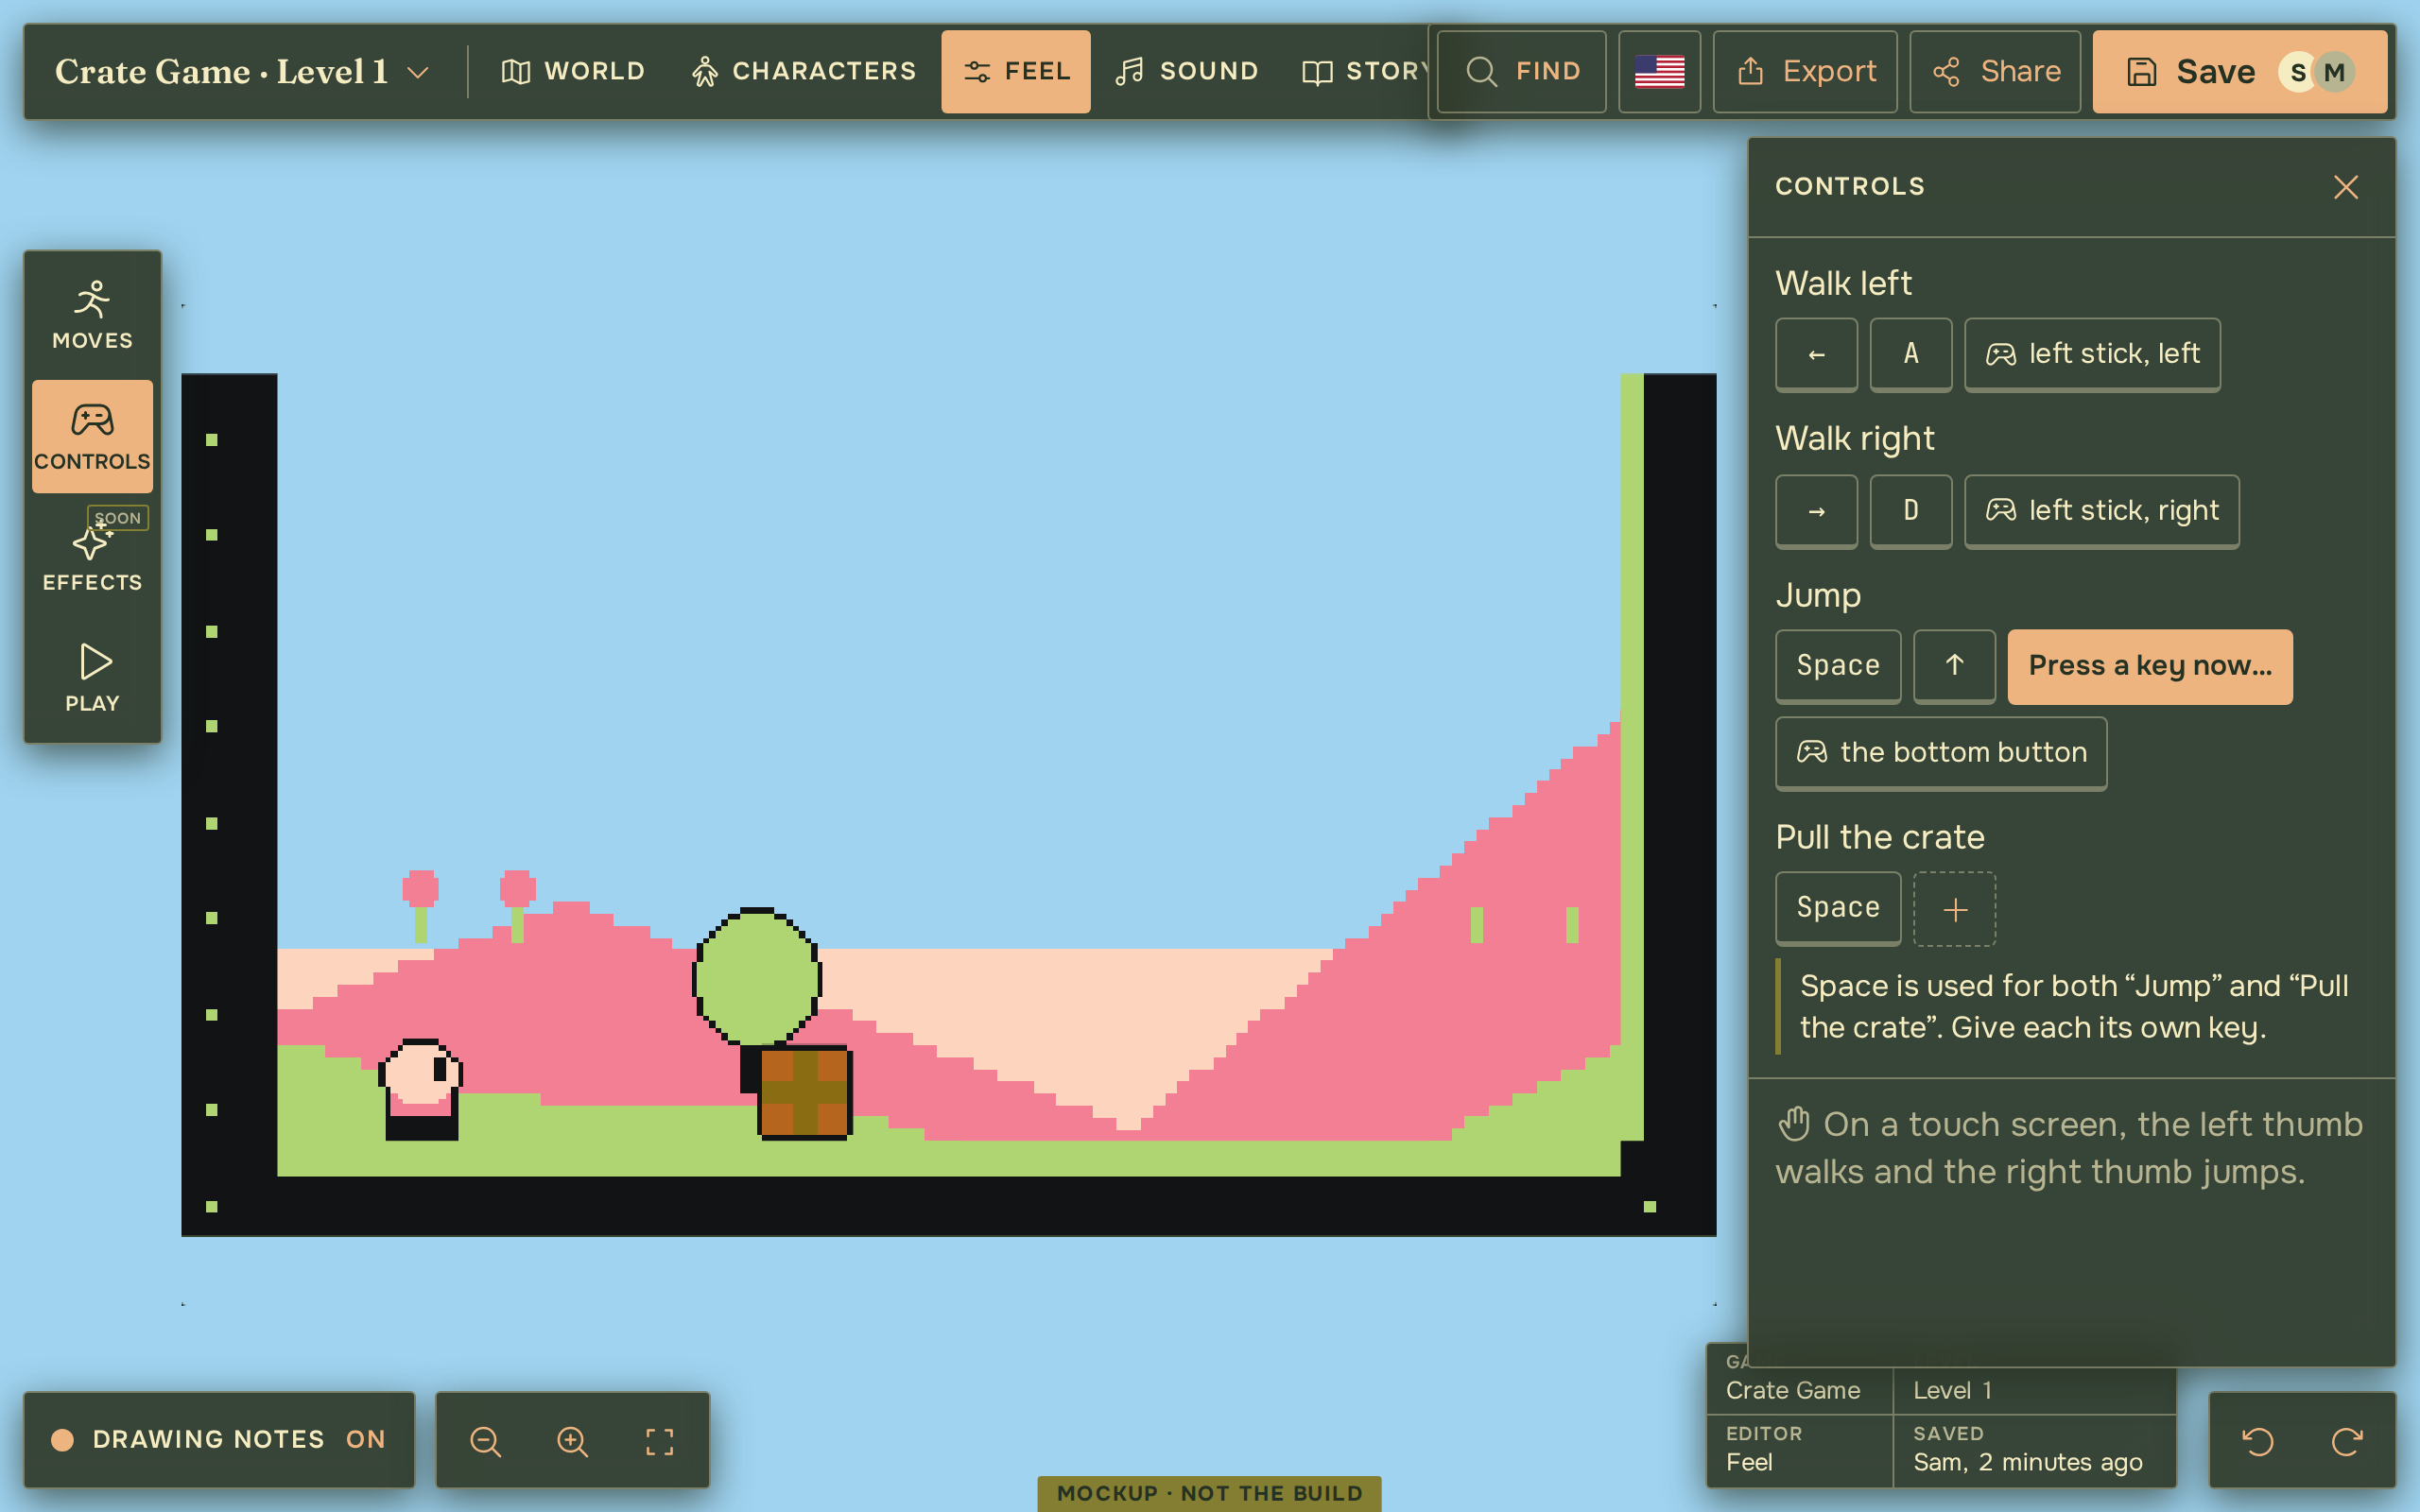 Crate Game · Level 1
WORLD
CHARACTERS
FEEL
SOUND
STORY
FIND
Export
Share
Save
S
M
MOVES
CONTROLS
SOON
EFFECTS
PLAY
CONTROLS
Walk left
←
A
left stick, left
Walk right
→
D
left stick, right
Jump
Space
↑
Press a key now...
the bottom button
Pull the crate
Space
Space is used for both “Jump” and “Pull
the crate”. Give each its own key.
On a touch screen, the left thumb
walks and the right thumb jumps.
Crate Game
Level 1
EDITOR
Feel
SAVED
Sam, 2 minutes ago
DRAWING NOTES ON
MOCKUP · NOT THE BUILD